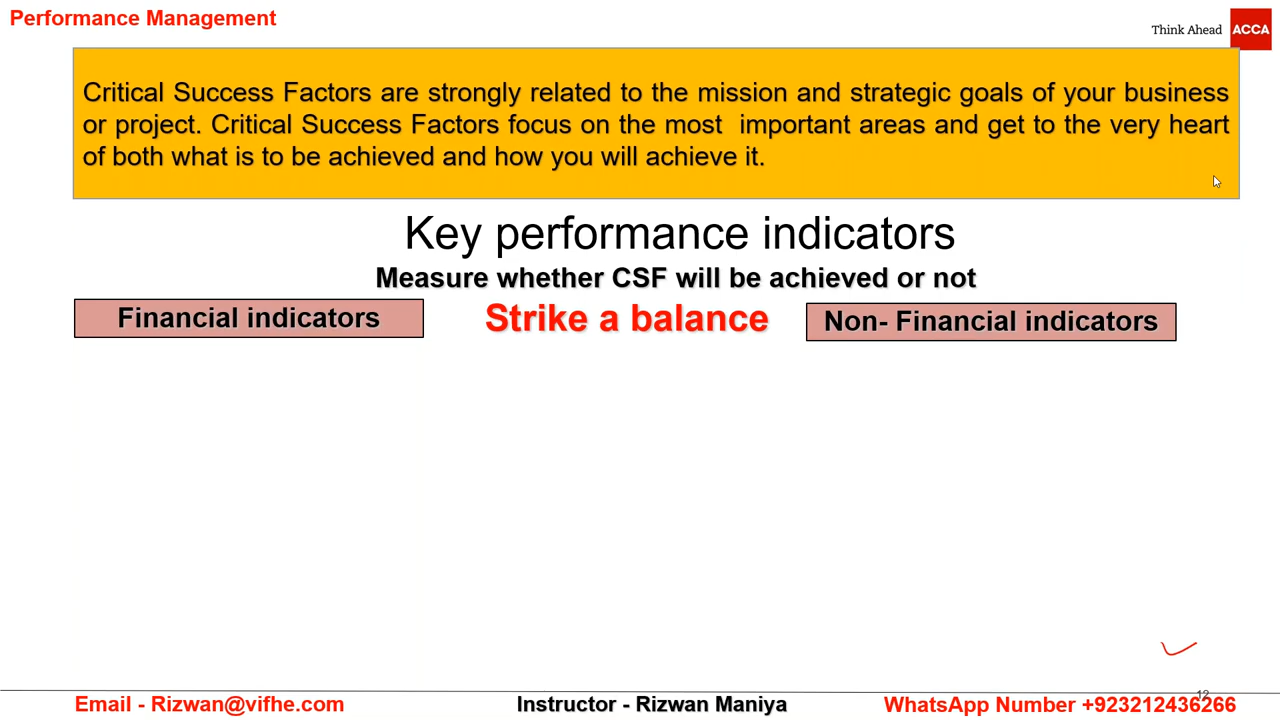 Performance Management
Think Ahead ACCA
Critical Success Factors are strongly related to the mission and strategic goals of your business
or project. Critical Success Factors focus on the most important areas and get to the very heart
of both what is to be achieved and how you will achieve it.
Key performance indicators
Measure whether CSF will be achieved or not
Financial indicators
Strike a balance
Non- Financial indicators
12
Email - Rizwan@vifhe.com
Instructor - Rizwan Maniya
WhatsApp Number +923212436266